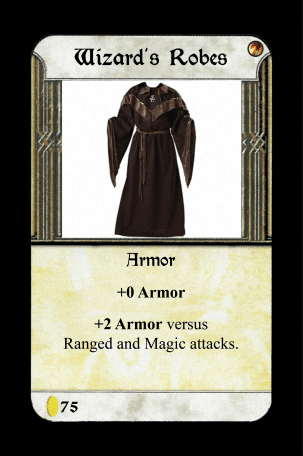 Wizard's Robes
Armor
+0 Armor
+2 Armor versus
Ranged and Magic attacks.
75